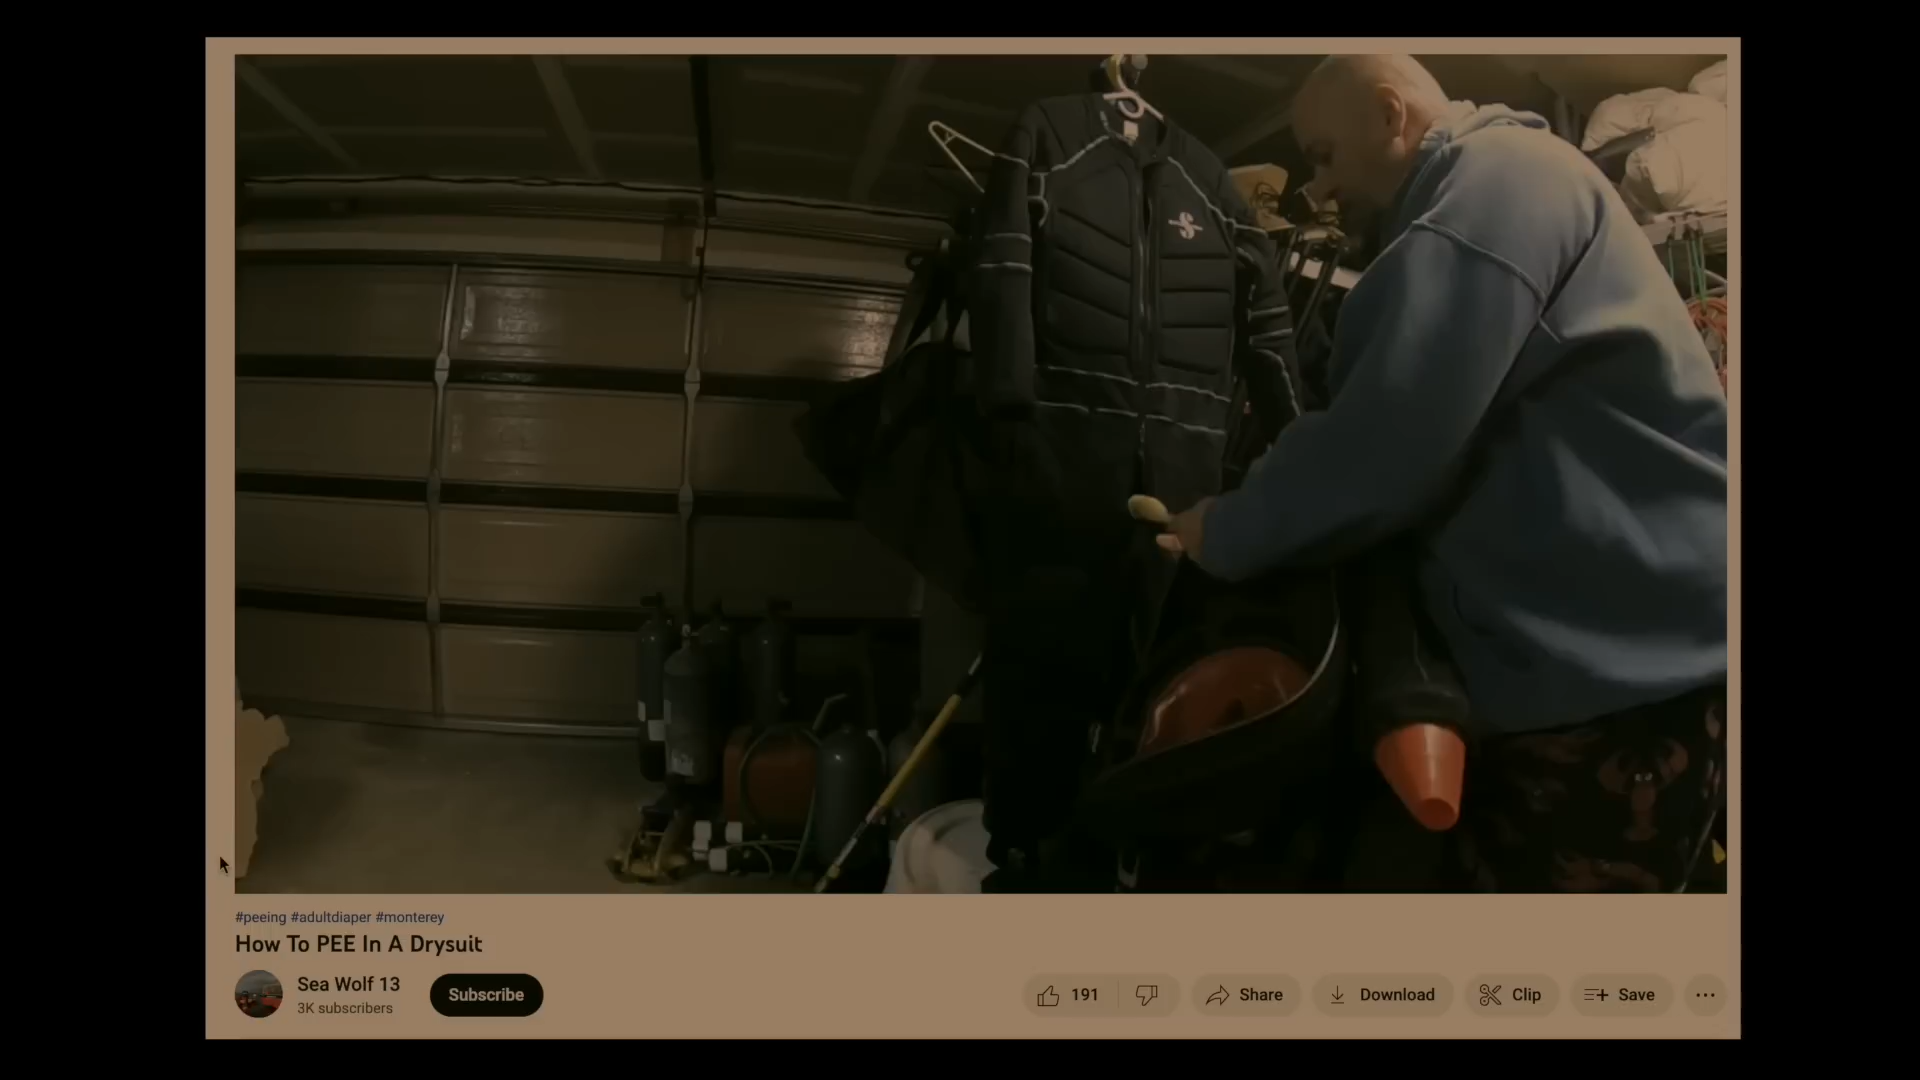 #peeing #adultdiaper #monterey
How To PEE In A Drysuit
Sea Wolf 13
3K subscribers
Subscribe
191
Share
Download
Clip
Save